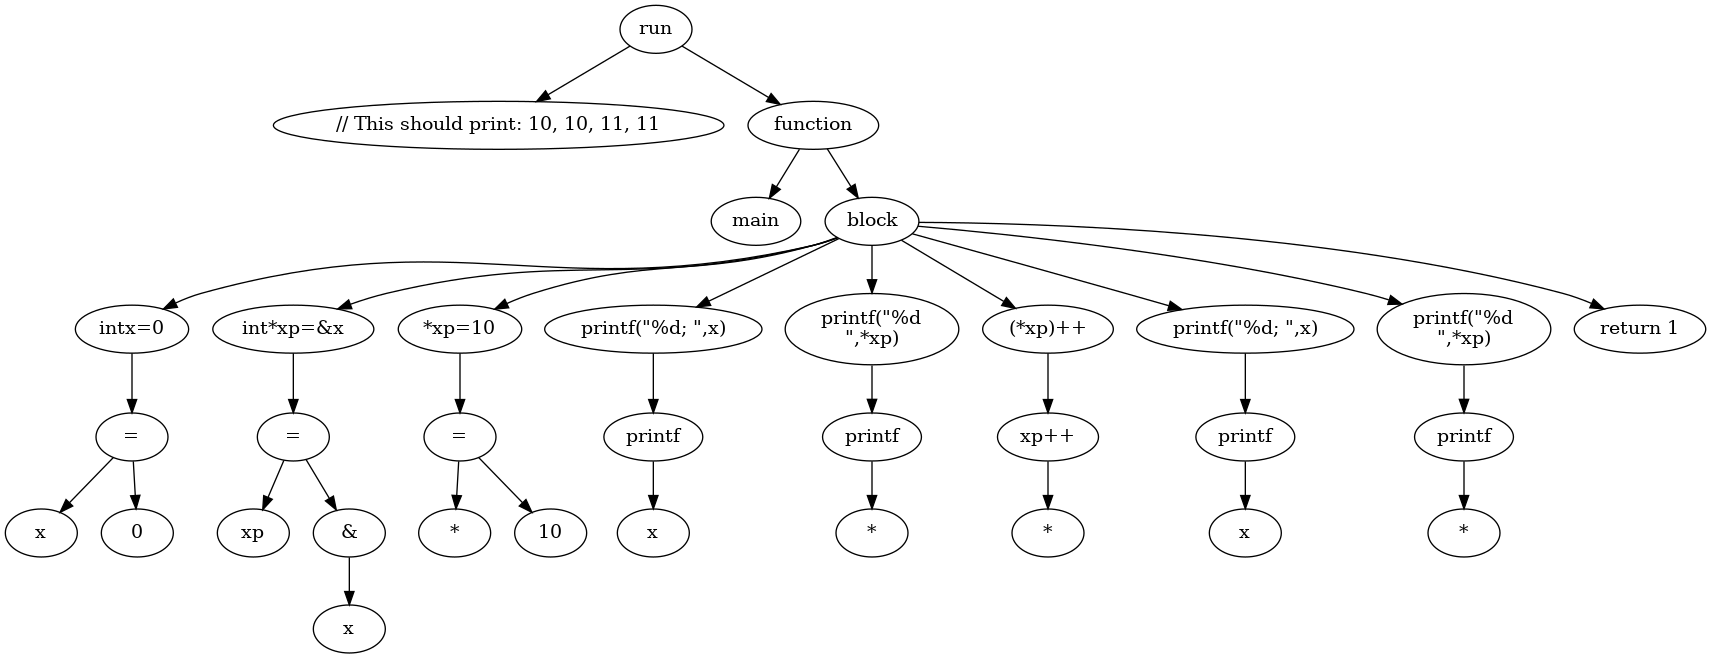 run
// This should print: 10, 10, 11, 11
function
main
block
intx=0
int*xp=&x
*xp=10
printf("%d; ",x)
printf("%d
",*xp)
(*xp)++
printf("%d; ",x)
printf("%d
",*xp)
return 1
=
=
=
printf
printf
xp++
printf
printf
x
0
xp
&
*
10
x
*
*
x
*
x